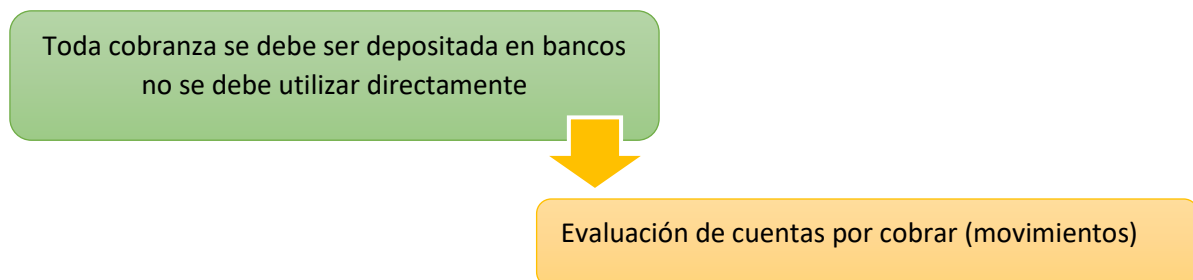 Toda cobranza se debe ser depositada en bancos
no se debe utilizar directamente
Evaluación de cuentas por cobrar (movimientos)